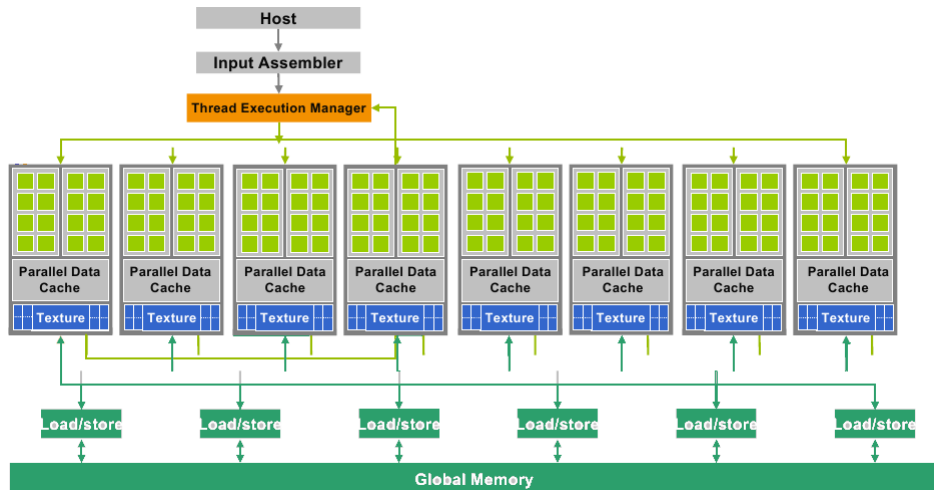 Host
Input Assembler
Thread Execution Manager
Parallel Data
Cache
Texture
Parallel Data
Cache
Texture
Parallel Data
Cache
Texture
Parallel Data
Cache
Texture
Parallel Data
Cache
Texture
Parallel Data
Cache
Texture
Parallel Data
Cache
Texture
Parallel Data
Cache
Texture
Load/store
Load/store
Load/store
Load/store
Load/store
Load/store
Global Memory